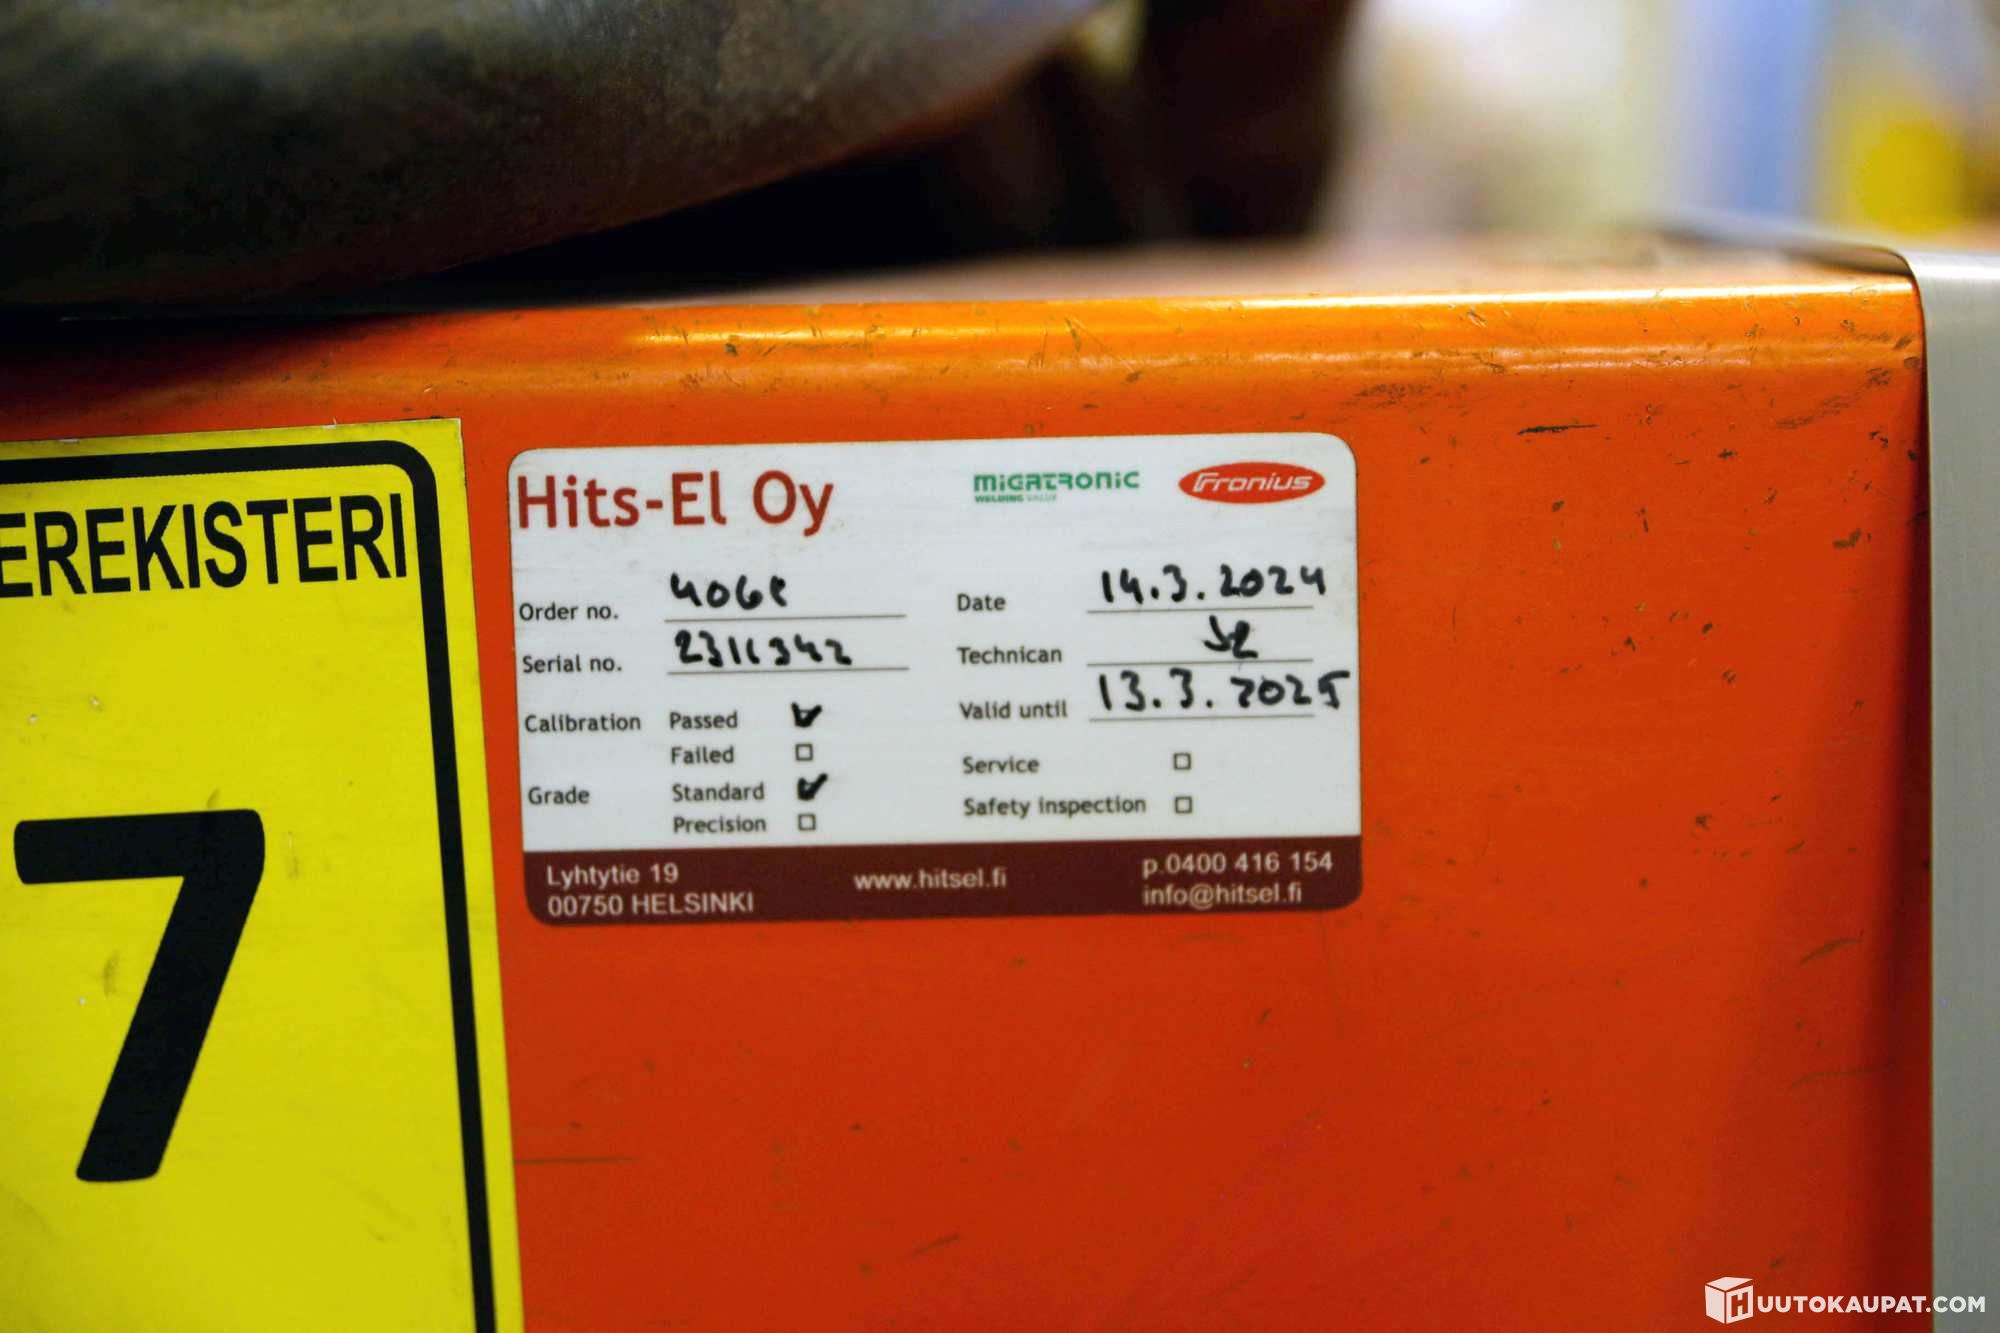 EREKISTERI
7
Hits-El Oy
MIGATRONIC
WELDING VALUE
Fronius
Order no.
Date 14.3.2024
Serial no.
Technican
Valid until 13.3.2025
Calibration Passed
Failed
Service
Grade Standard
Safety inspection
Precision
Lyhtytie 19
00750 HELSINKI
www.hitsel.fi
p.0400 416 154
info@hitsel.fi
HUUTOKAUPAT.COM